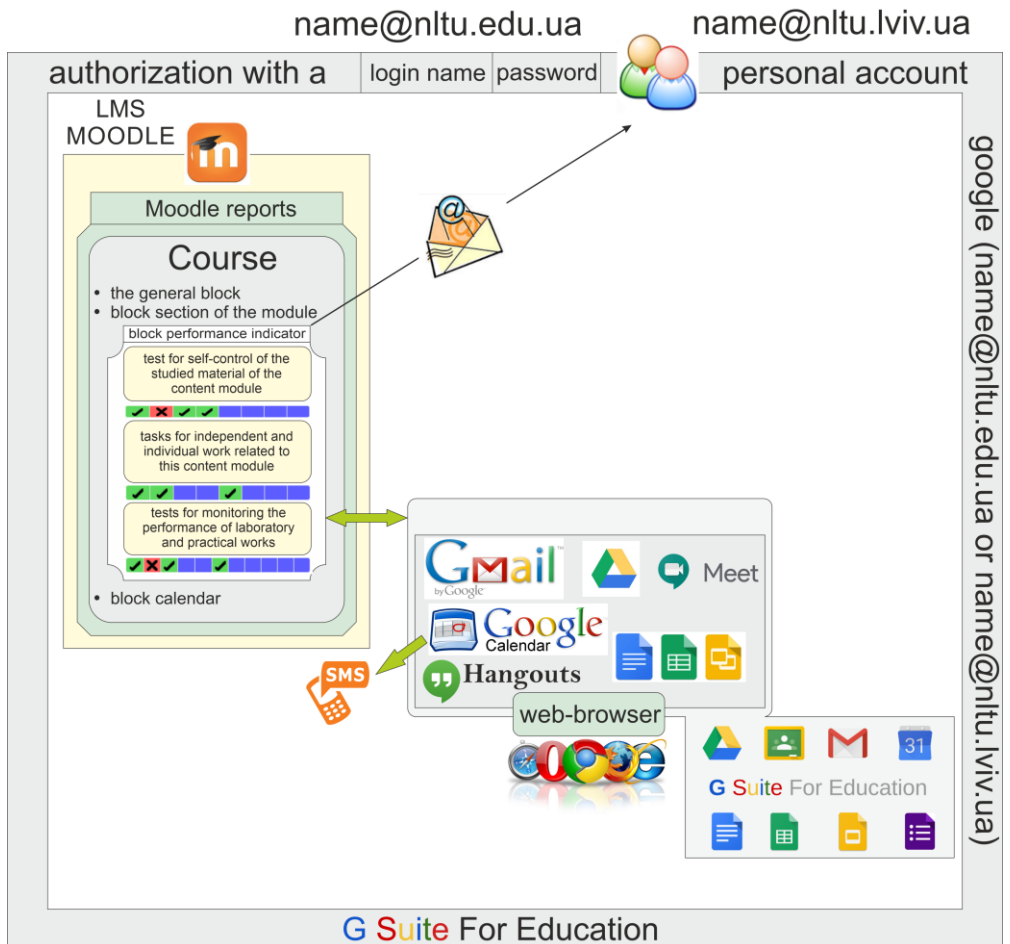 name@nltu.edu.ua
name@nltu.lviv.ua
authorization with a
login name
password
personal account
LMS
MOODLE
m
Moodle reports
Course
• the general block
• block section of the module
block performance indicator
test for self-control of the
studied material of the
content module
tasks for independent and
individual work related to
this content module
tests for monitoring the
performance of laboratory
and practical works
• block calendar
@
google (name@nltu.edu.ua or name@nltu.lviv.ua)
Gmail™
by Google
Meet
Google
Calendar
Hangouts
SMS
web-browser
31
G Suite For Education
G Suite For Education